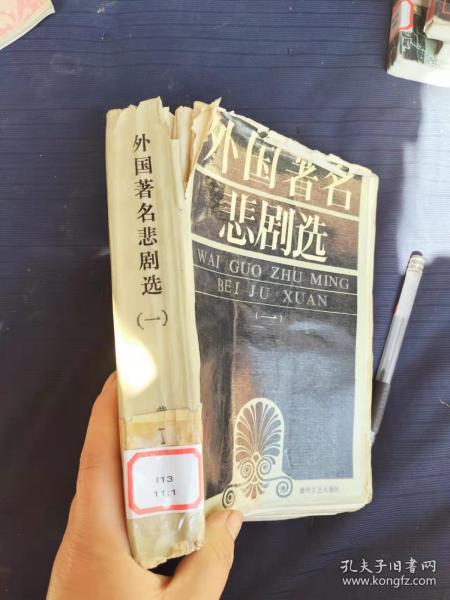 外国著名悲剧选
(一)
I13
11:1
外国著名
悲剧选
WAI GUO ZHU MING
BEI JU XUAN
(一)
孔夫子旧书网
www.kongfz.com